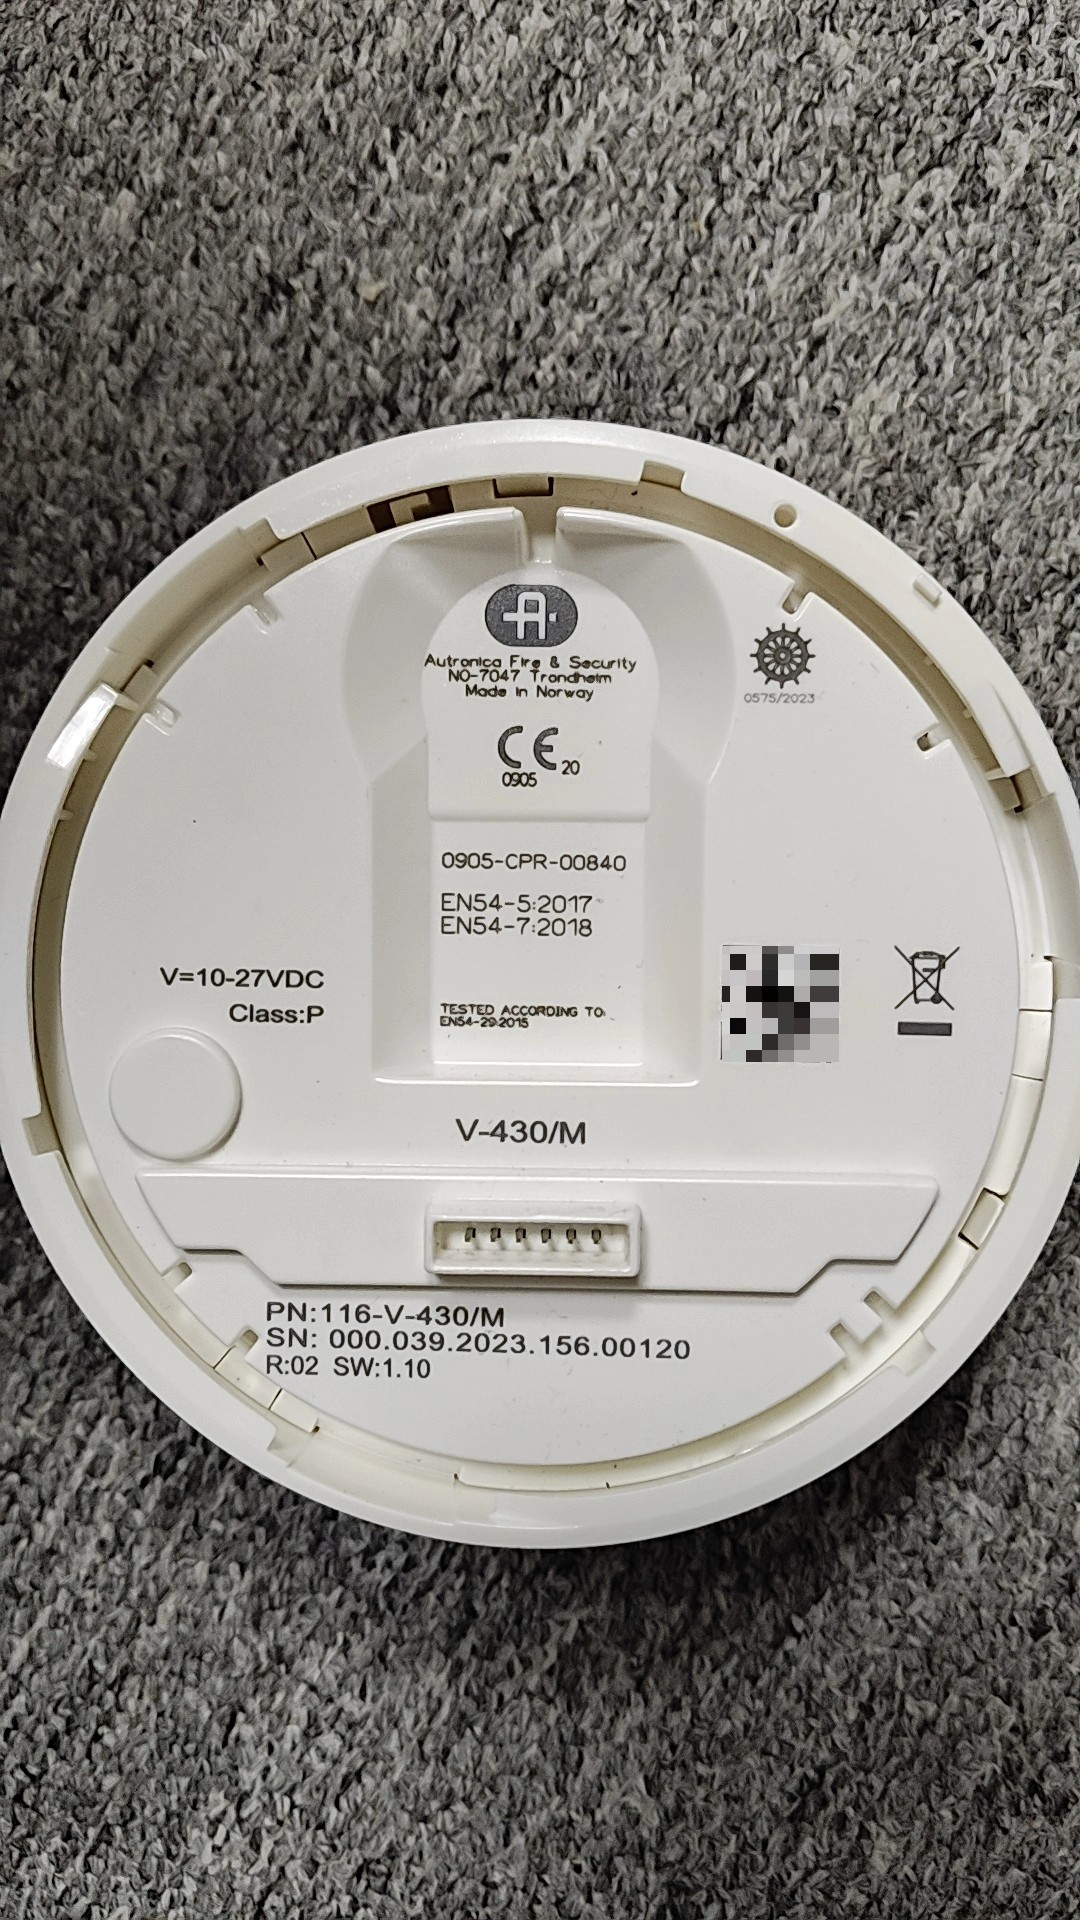 Autronica Fire & Security
NO-7047 Trondheim
Made in Norway
0575/2023
CE
0905 20
0905-CPR-00840
EN54-5:2017
EN54-7:2018
V=10-27VDC
Class:P
TESTED ACCORDING TO:
EN54-29:2015
V-430/M
PN:116-V-430/M
SN: 000.039.2023.156.00120
R:02 SW:1.10